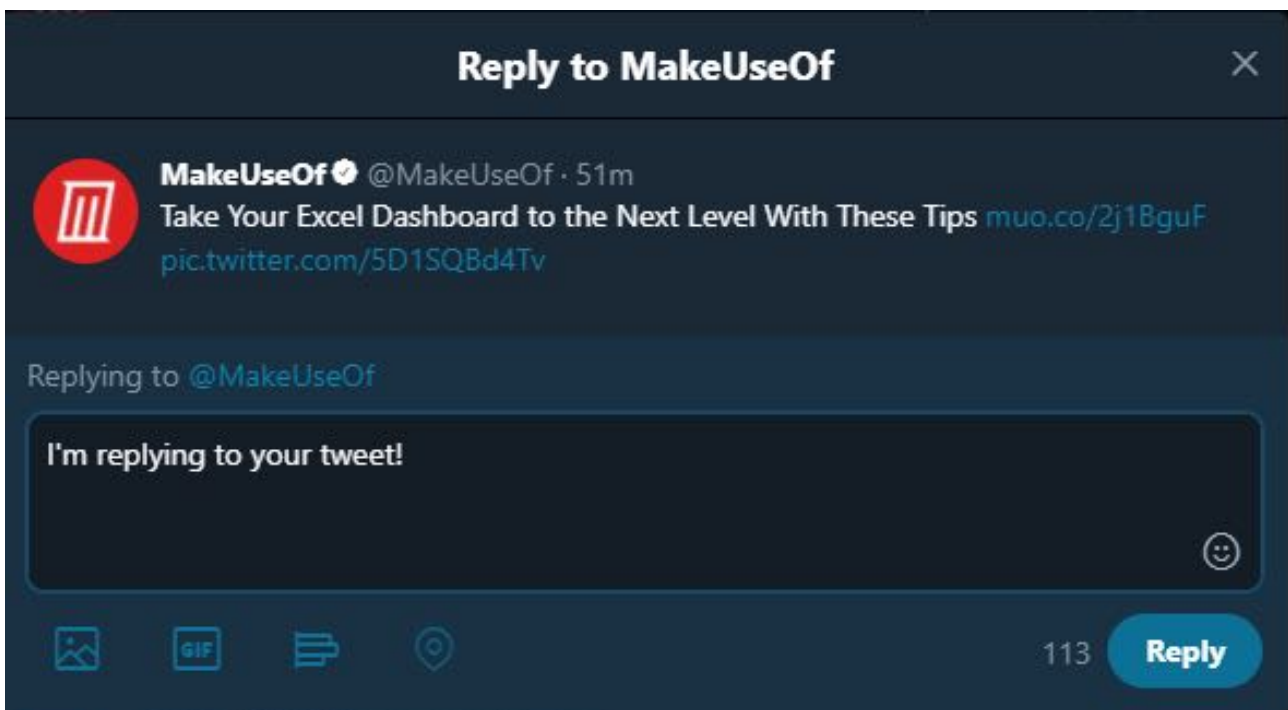 Reply to MakeUseOf
MakeUseOf @MakeUseOf · 51m
Take Your Excel Dashboard to the Next Level With These Tips muo.co/2j1BguF
pic.twitter.com/5D1SQBd4Tv
Replying to @MakeUseOf
I'm replying to your tweet!
GIF
113 Reply